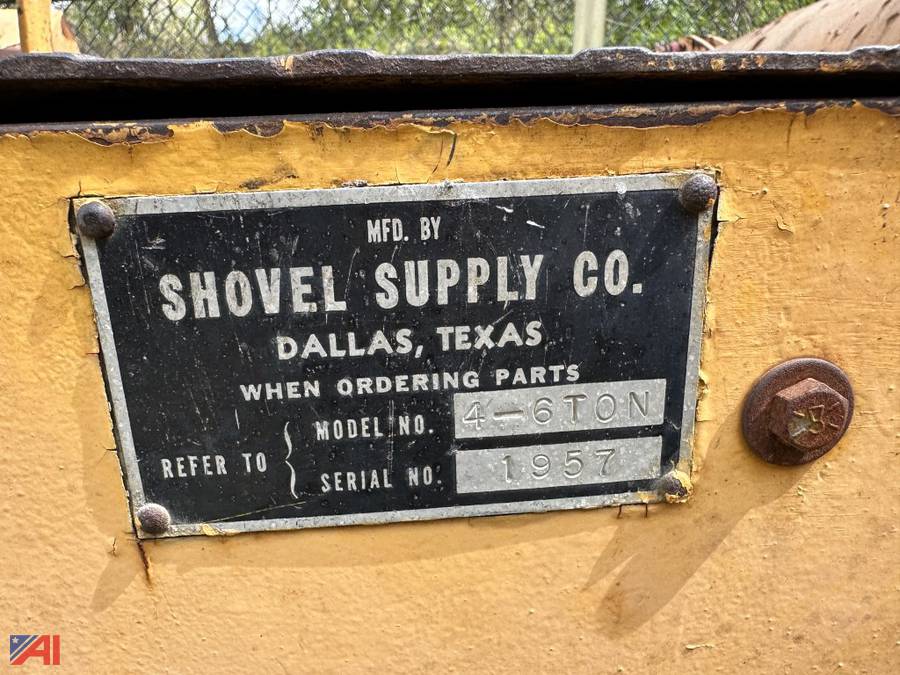 MFD. BY
SHOVEL SUPPLY CO.
DALLAS, TEXAS
WHEN ORDERING PARTS
REFER TO { MODEL NO. 4-6TON
SERIAL NO. 1957
AI